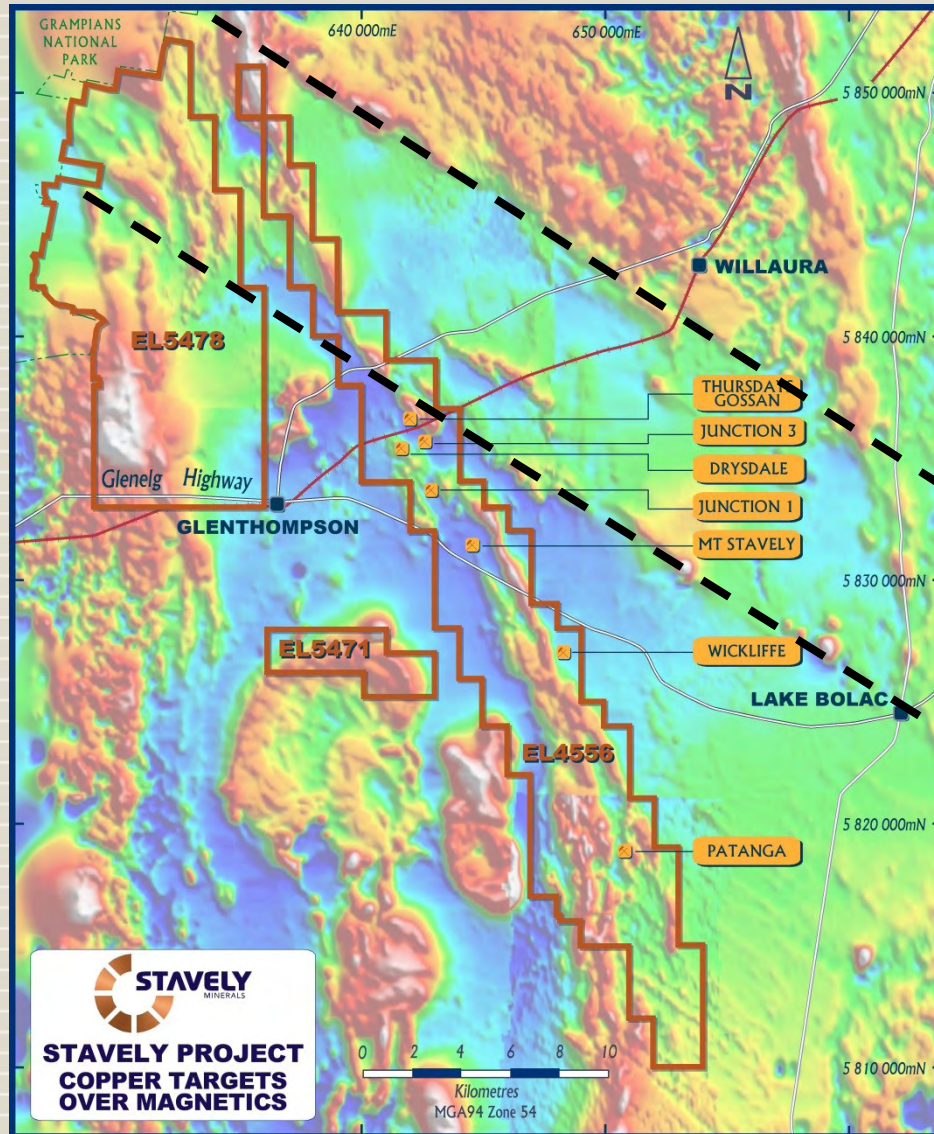 GRAMPIANS
NATIONAL
PARK
640 000mE
650 000mE
N
5 850 000mN
WILLAURA
5 840 000mN
EL5478
THURSDAYS
GOSSAN
JUNCTION 3
DRYSDALE
JUNCTION 1
MT STAVELY
Glenelg Highway
GLENTHOMPSON
5 830 000mN
EL5471
WICKLIFFE
LAKE BOLAC
EL4556
5 820 000mN
PATANGA
STAVELY
MINERALS
STAVELY PROJECT
COPPER TARGETS
OVER MAGNETICS
0 2 4 6 8 10
Kilometres
MGA94 Zone 54
5 810 000mN